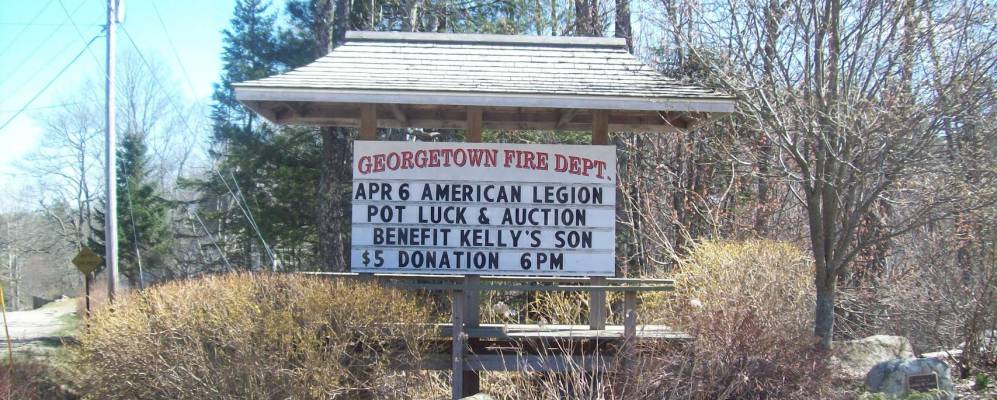 GEORGETOWN FIRE DEPT.
APR 6 AMERICAN LEGION
POT LUCK & AUCTION
BENEFIT KELLY'S SON
$5 DONATION 6PM